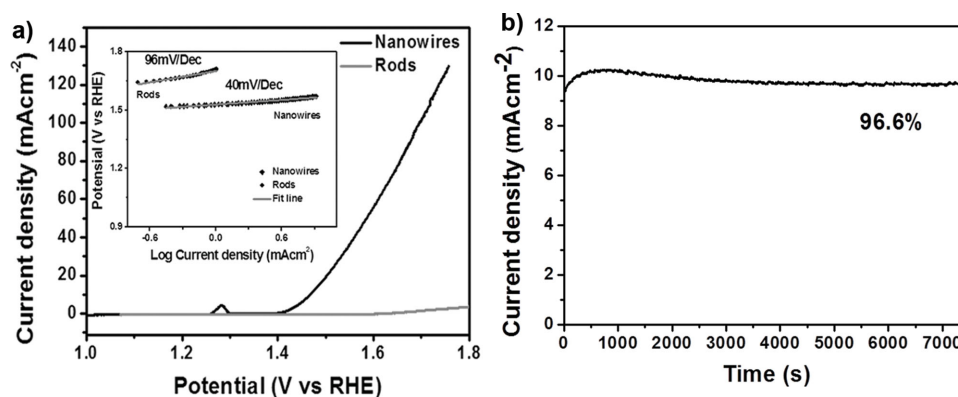 a)
Current density (mAcm-2)
140
120
100
80
60
40
20
0
1.0
1.2
1.4
1.6
1.8
Potential (V vs RHE)
Nanowires
Rods
Potensial (V vs RHE)
1.8
1.5
1.2
0.9
-0.6
0.0
0.6
Log Current density (mAcm2)
96mV/Dec
40mV/Dec
Rods
Nanowires
Nanowires
Rods
Fit line
b)
Current density (mAcm-2)
12
10
8
6
4
2
0
0
1000
2000
3000
4000
5000
6000
7000
Time (s)
96.6%